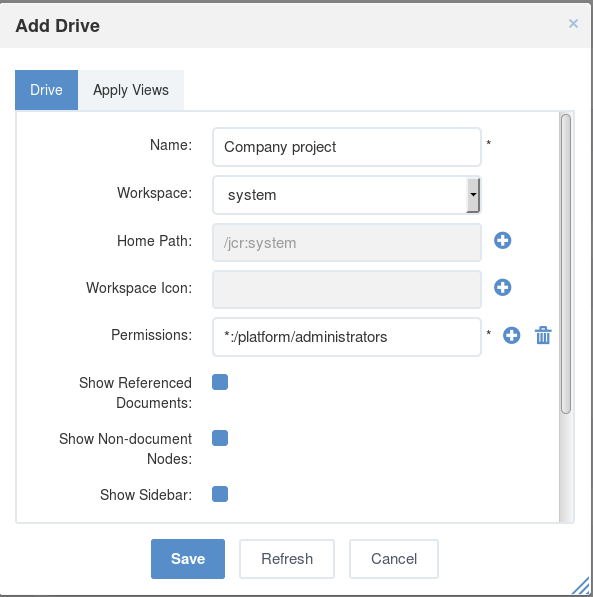 Add Drive ×
Drive Apply Views
Name: Company project *
Workspace: system
Home Path: /jcr:system
Workspace Icon:
Permissions: *:/platform/administrators *
Show Referenced
Documents:
Show Non-document
Nodes:
Show Sidebar:
Save Refresh Cancel